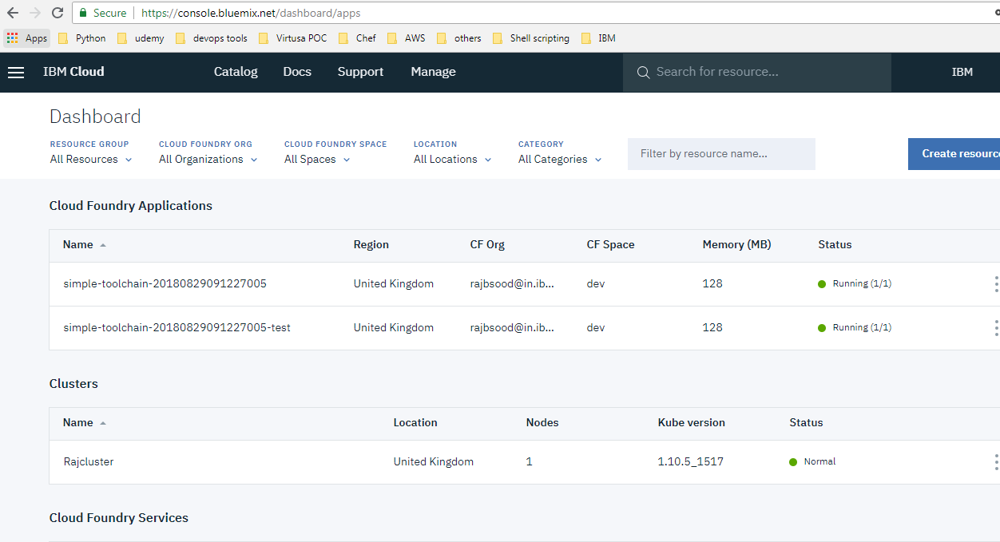 Secure https://console.bluemix.net/dashboard/apps
Apps Python udemy devops tools Virtusa POC Chef AWS others Shell scripting IBM
IBM Cloud Catalog Docs Support Manage Search for resource... IBM
Dashboard
RESOURCE GROUP CLOUD FOUNDRY ORG CLOUD FOUNDRY SPACE LOCATION CATEGORY
All Resources All Organizations All Spaces All Locations All Categories Filter by resource name... Create resourc
Cloud Foundry Applications
Name Region CF Org CF Space Memory (MB) Status
simple-toolchain-20180829091227005 United Kingdom rajbsood@in.ib... dev 128 Running (1/1)
simple-toolchain-20180829091227005-test United Kingdom rajbsood@in.ib... dev 128 Running (1/1)
Clusters
Name Location Nodes Kube version Status
Rajcluster United Kingdom 1 1.10.5_1517 Normal
Cloud Foundry Services